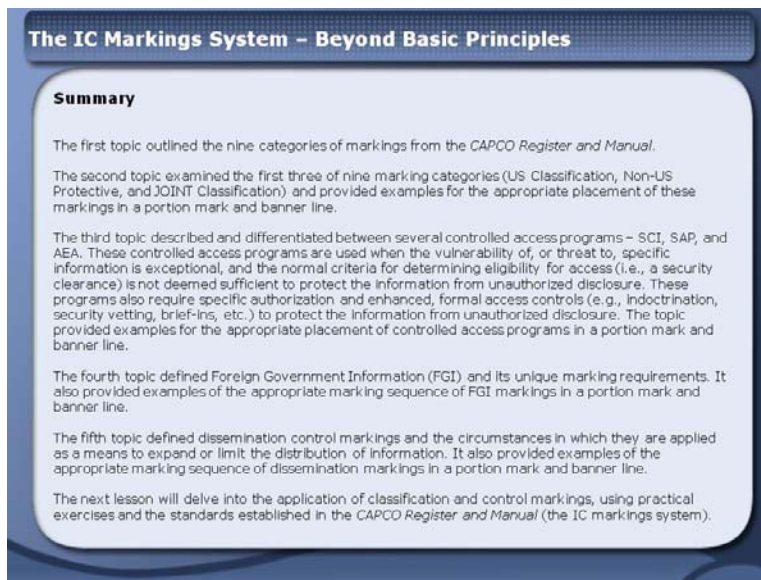 The IC Markings System – Beyond Basic Principles
Summary
The first topic outlined the nine categories of markings from the CAPCO Register and Manual.
The second topic examined the first three of nine marking categories (US Classification, Non-US
Protective, and JOINT Classification) and provided examples for the appropriate placement of these
markings in a portion mark and banner line.
The third topic described and differentiated between several controlled access programs – SCI, SAP, and
AEA. These controlled access programs are used when the vulnerability of, or threat to, specific
information is exceptional, and the normal criteria for determining eligibility for access (i.e., a security
clearance) is not deemed sufficient to protect the information from unauthorized disclosure. These
programs also require specific authorization and enhanced, formal access controls (e.g., indoctrination,
security vetting, brief-ins, etc.) to protect the information from unauthorized disclosure. The topic
provided examples for the appropriate placement of controlled access programs in a portion mark and
banner line.
The fourth topic defined Foreign Government Information (FGI) and its unique marking requirements. It
also provided examples of the appropriate marking sequence of FGI markings in a portion mark and
banner line.
The fifth topic defined dissemination control markings and the circumstances in which they are applied
as a means to expand or limit the distribution of information. It also provided examples of the
appropriate marking sequence of dissemination markings in a portion mark and banner line.
The next lesson will delve into the application of classification and control markings, using practical
exercises and the standards established in the CAPCO Register and Manual (the IC markings system).